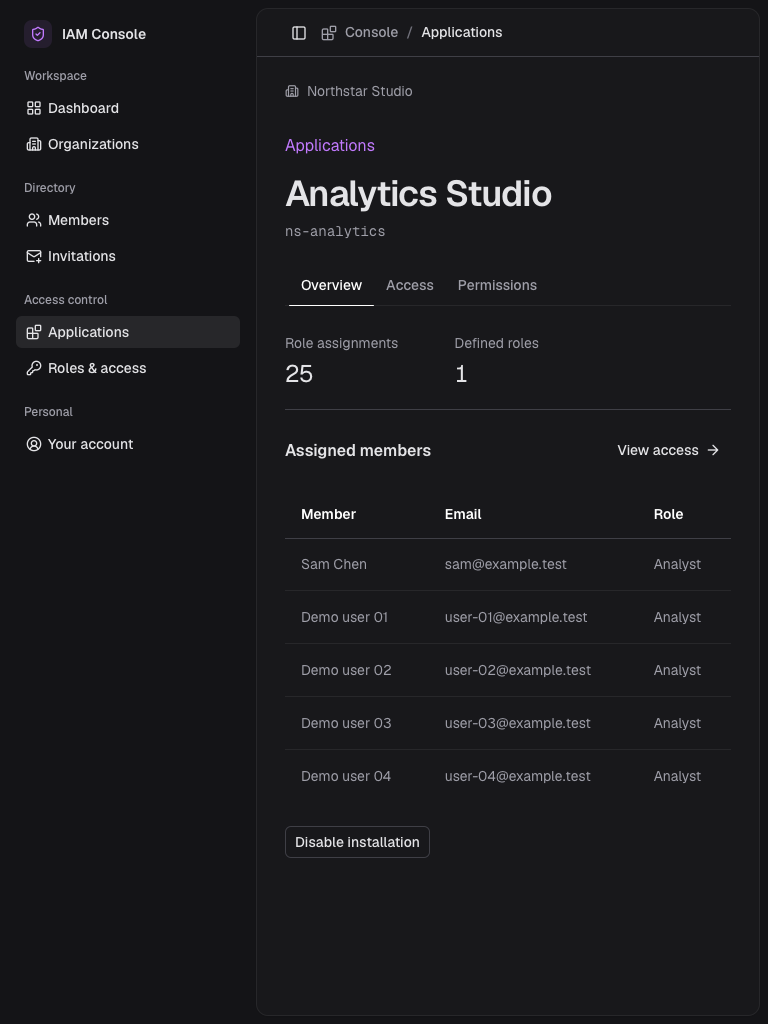 IAM Console
Workspace
Dashboard
Organizations
Directory
Members
Invitations
Access control
Applications
Roles & access
Personal
Your account
Console / Applications
Northstar Studio
Applications
Analytics Studio
ns-analytics
Overview Access Permissions
Role assignments Defined roles
25 1
Assigned members View access
Member Email Role
Sam Chen sam@example.test Analyst
Demo user 01 user-01@example.test Analyst
Demo user 02 user-02@example.test Analyst
Demo user 03 user-03@example.test Analyst
Demo user 04 user-04@example.test Analyst
Disable installation